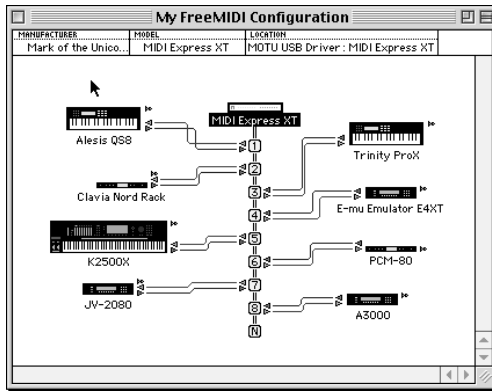 My FreeMIDI Configuration
MANUFACTURER MODEL LOCATION
Mark of the Unico... MIDI Express XT MOTU USB Driver : MIDI Express XT
MIDI Express XT
Alesis QS8
1
Trinity ProX
2
Clavia Nord Rack
3
4
E-mu Emulator E4XT
5
K2500X
6
PCM-80
7
JV-2080
8
A3000
N